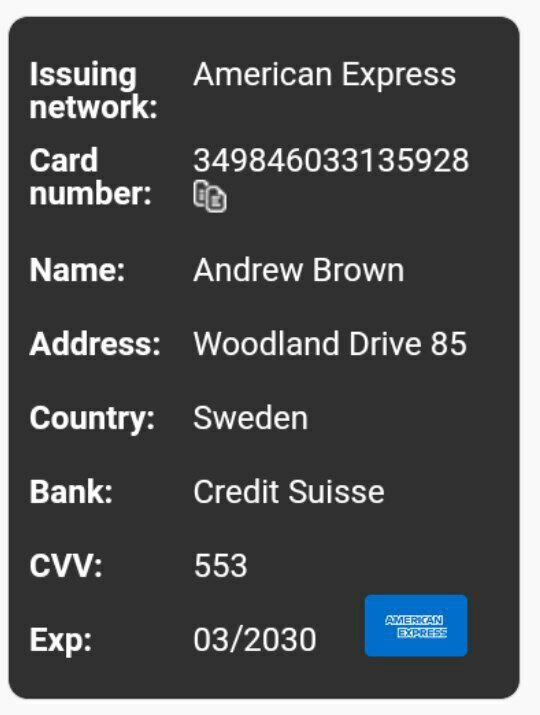 Issuing network: American Express
Card number: 349846033135928
Name: Andrew Brown
Address: Woodland Drive 85
Country: Sweden
Bank: Credit Suisse
CVV: 553
Exp: 03/2030
AMERICAN
EXPRESS